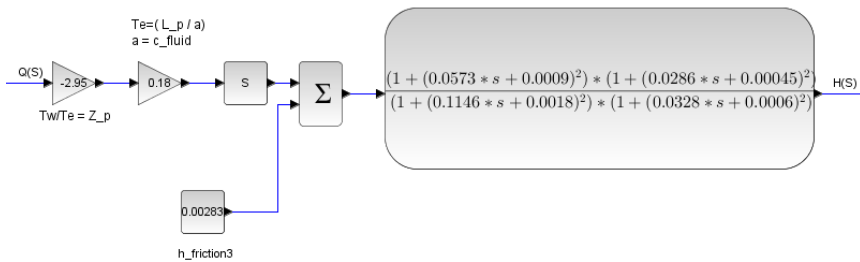 Te=( L_p / a)
a = c_fluid
Q(S)
-2.95
0.18
S
Σ
(1 + (0.0573 * s + 0.0009)²) * (1 + (0.0286 * s + 0.00045)²)
(1 + (0.1146 * s + 0.0018)²) * (1 + (0.0328 * s + 0.0006)²)
H(S)
Tw/Te = Z_p
0.00283
h_friction3